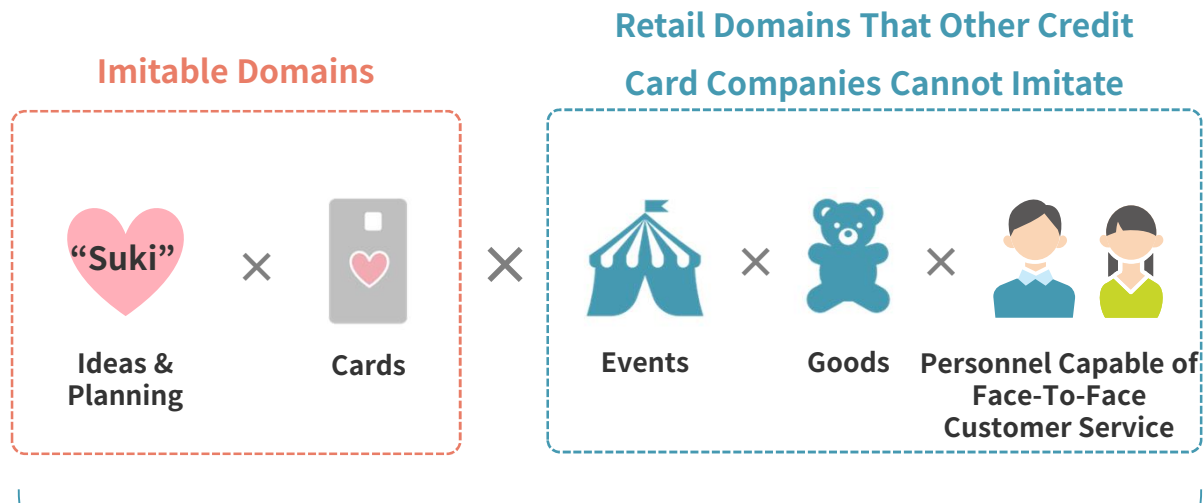 Imitable Domains
Retail Domains That Other Credit
Card Companies Cannot Imitate
“Suki”
×
×
×
×
Ideas &
Planning
Cards
Events
Goods
Personnel Capable of
Face-To-Face
Customer Service